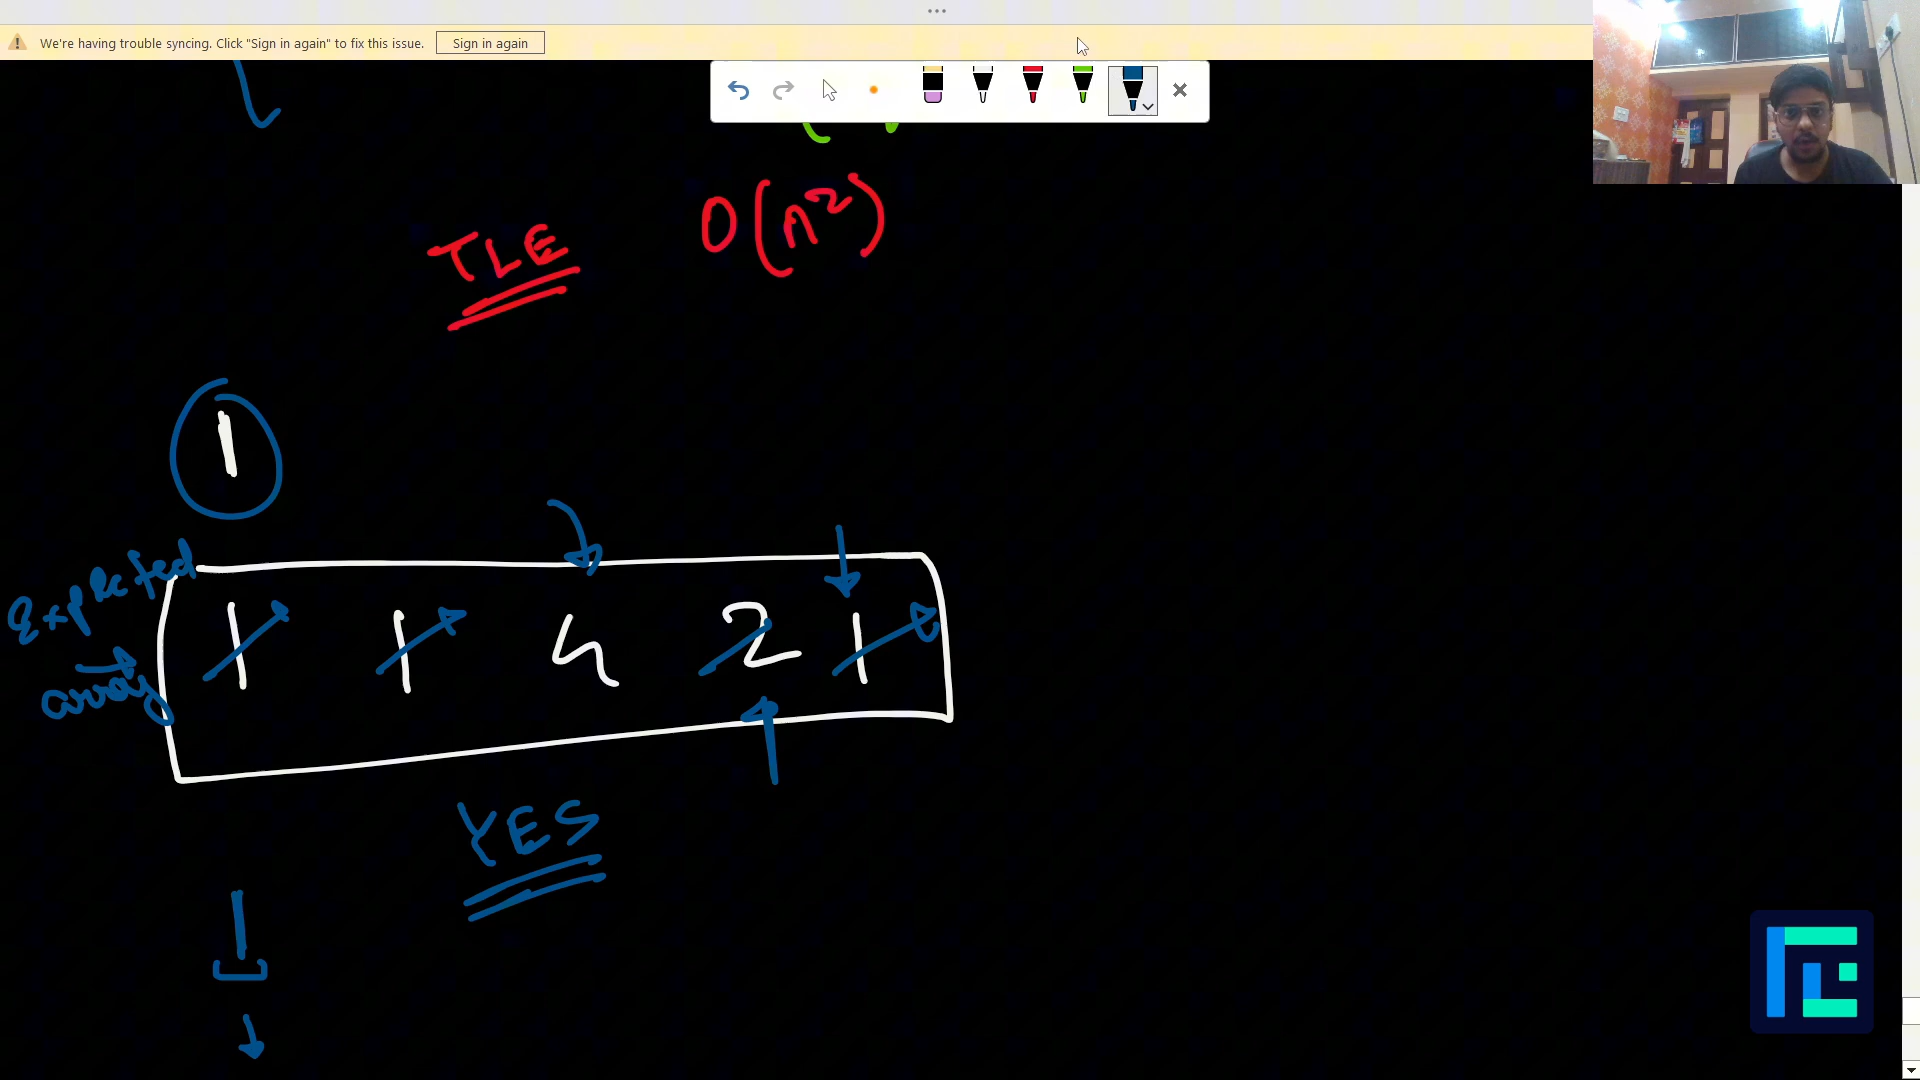 We're having trouble syncing. Click "Sign in again" to fix this issue. Sign in again
O(n²)
TLE
1
Expected
array
1 1 4 2 1
YES
1